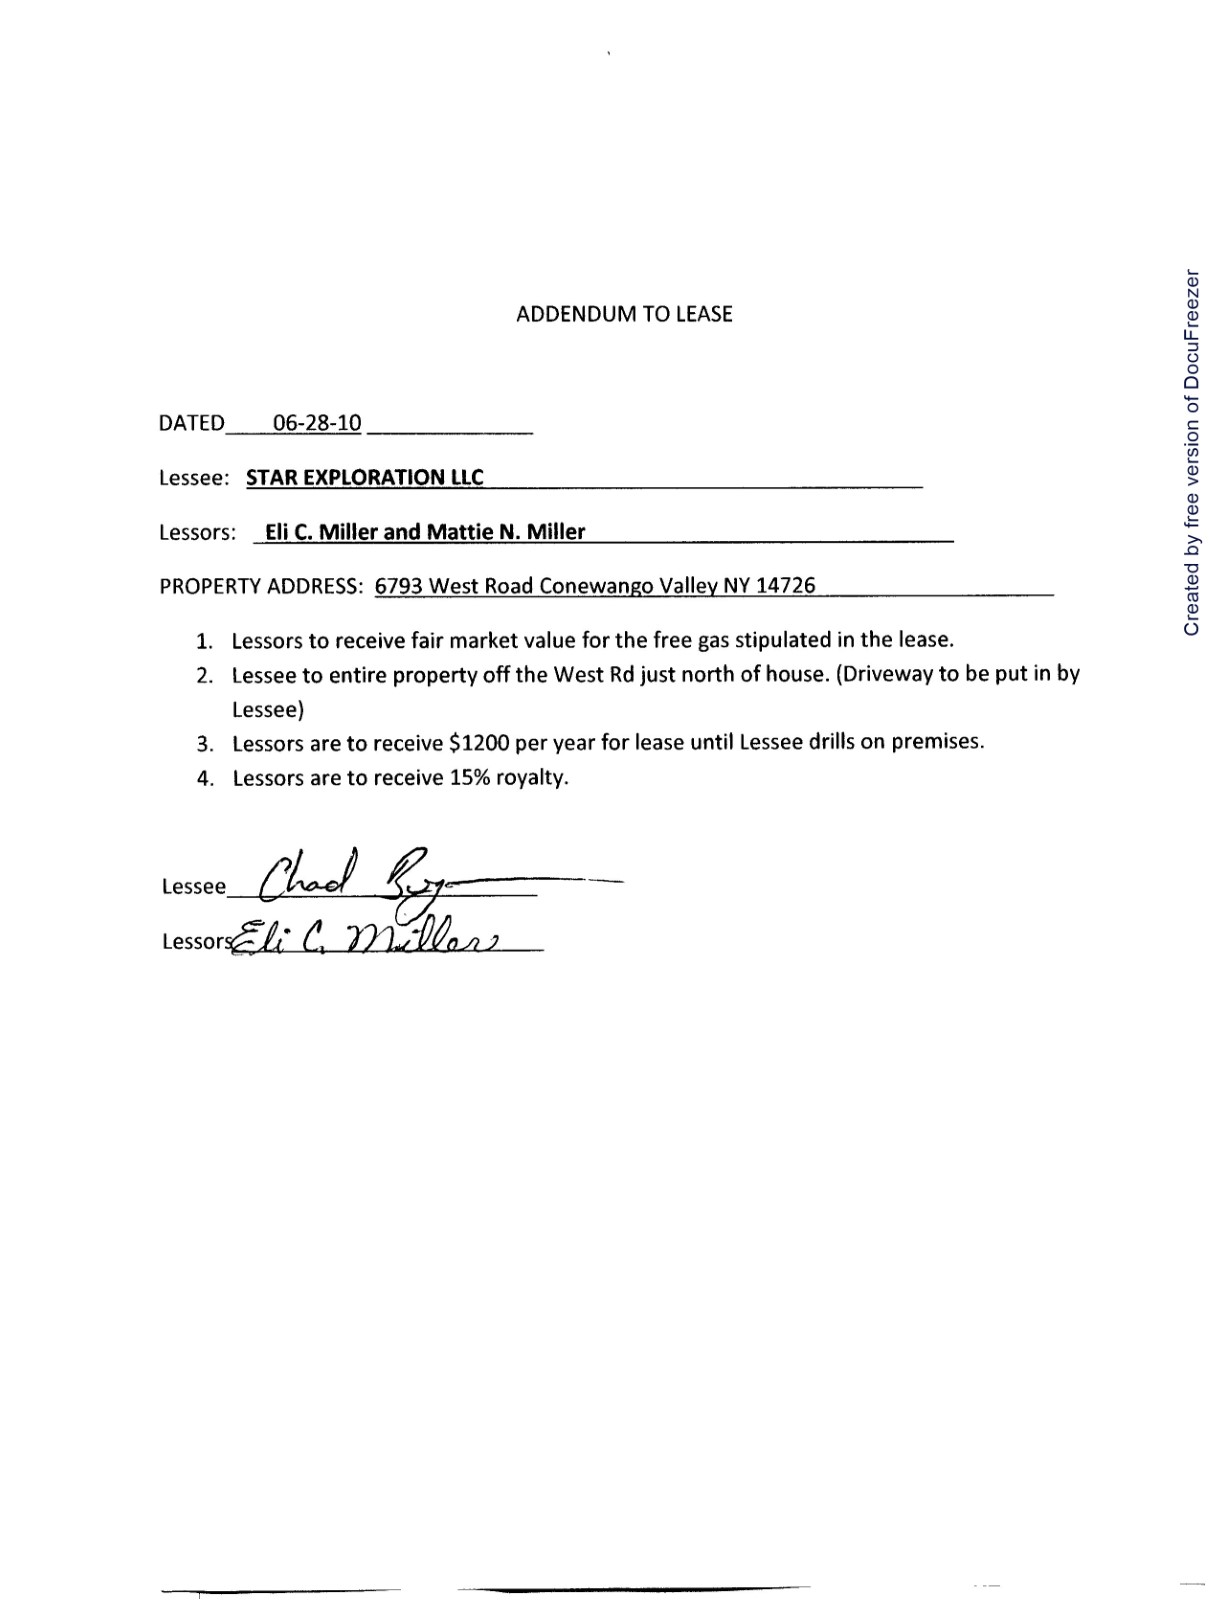 ADDENDUM TO LEASE
DATED 06-28-10
Lessee: STAR EXPLORATION LLC
Lessors: Eli C. Miller and Mattie N. Miller
PROPERTY ADDRESS: 6793 West Road Conewango Valley NY 14726
1. Lessors to receive fair market value for the free gas stipulated in the lease.
2. Lessee to entire property off the West Rd just north of house. (Driveway to be put in by
Lessee)
3. Lessors are to receive $1200 per year for lease until Lessee drills on premises.
4. Lessors are to receive 15% royalty.
Lessee Chad
Lessors Eli C. Miller
Created by free version of DocuFreezer